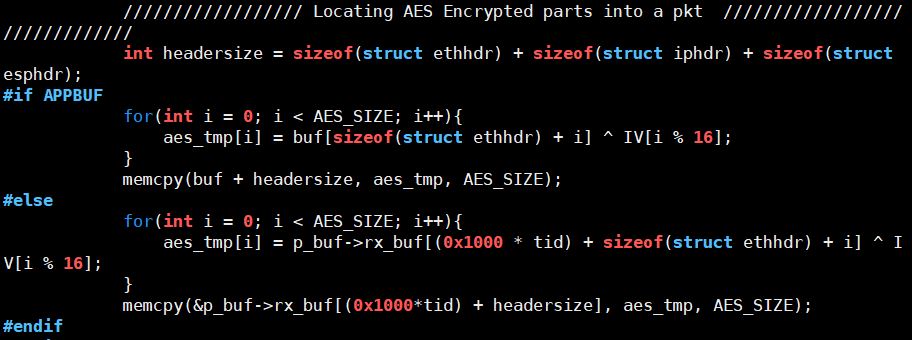 ////////////////// Locating AES Encrypted parts into a pkt  //////////////////
/////////////
int headersize = sizeof(struct ethhdr) + sizeof(struct iphdr) + sizeof(struct
esphdr);
#if APPBUF
for(int i = 0; i < AES_SIZE; i++){
aes_tmp[i] = buf[sizeof(struct ethhdr) + i] ^ IV[i % 16];
}
memcpy(buf + headersize, aes_tmp, AES_SIZE);
#else
for(int i = 0; i < AES_SIZE; i++){
aes_tmp[i] = p_buf->rx_buf[(0x1000 * tid) + sizeof(struct ethhdr) + i] ^ I
V[i % 16];
}
memcpy(&p_buf->rx_buf[(0x1000*tid) + headersize], aes_tmp, AES_SIZE);
#endif